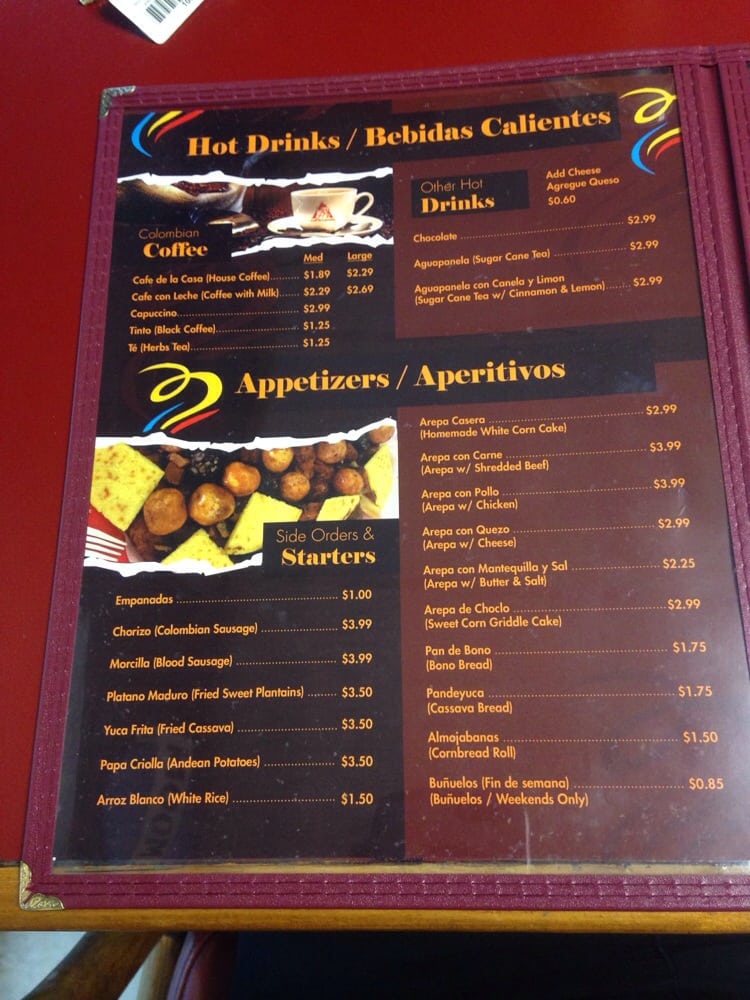 Hot Drinks / Bebidas Calientes
Colombian
Coffee
Med Large
Cafe de la Casa (House Coffee) $1.89 $2.29
Cafe con Leche (Coffee with Milk) $2.29 $2.69
Capuccino $2.99
Tinto (Black Coffee) $1.25
Té (Herbs Tea) $1.25
Other Hot
Drinks
Add Cheese
Agregue Queso
$0.60
Chocolate $2.99
Aguapanela (Sugar Cane Tea) $2.99
Aguapanela con Canela y Limon
(Sugar Cane Tea w/ Cinnamon & Lemon) $2.99
Appetizers / Aperitivos
Side Orders &
Starters
Empanadas $1.00
Chorizo (Colombian Sausage) $3.99
Morcilla (Blood Sausage) $3.99
Platano Maduro (Fried Sweet Plantains) $3.50
Yuca Frita (Fried Cassava) $3.50
Papa Criolla (Andean Potatoes) $3.50
Arroz Blanco (White Rice) $1.50
Arepa Casera $2.99
(Homemade White Corn Cake)
Arepa con Carne $3.99
(Arepa w/ Shredded Beef)
Arepa con Pollo $3.99
(Arepa w/ Chicken)
Arepa con Quezo $2.99
(Arepa w/ Cheese)
Arepa con Mantequilla y Sal $2.25
(Arepa w/ Butter & Salt)
Arepa de Choclo $2.99
(Sweet Corn Griddle Cake)
Pan de Bono $1.75
(Bono Bread)
Pandeyuca $1.75
(Cassava Bread)
Almojabanas $1.50
(Cornbread Roll)
Buñuelos (Fin de semana) $0.85
(Buñuelos / Weekends Only)